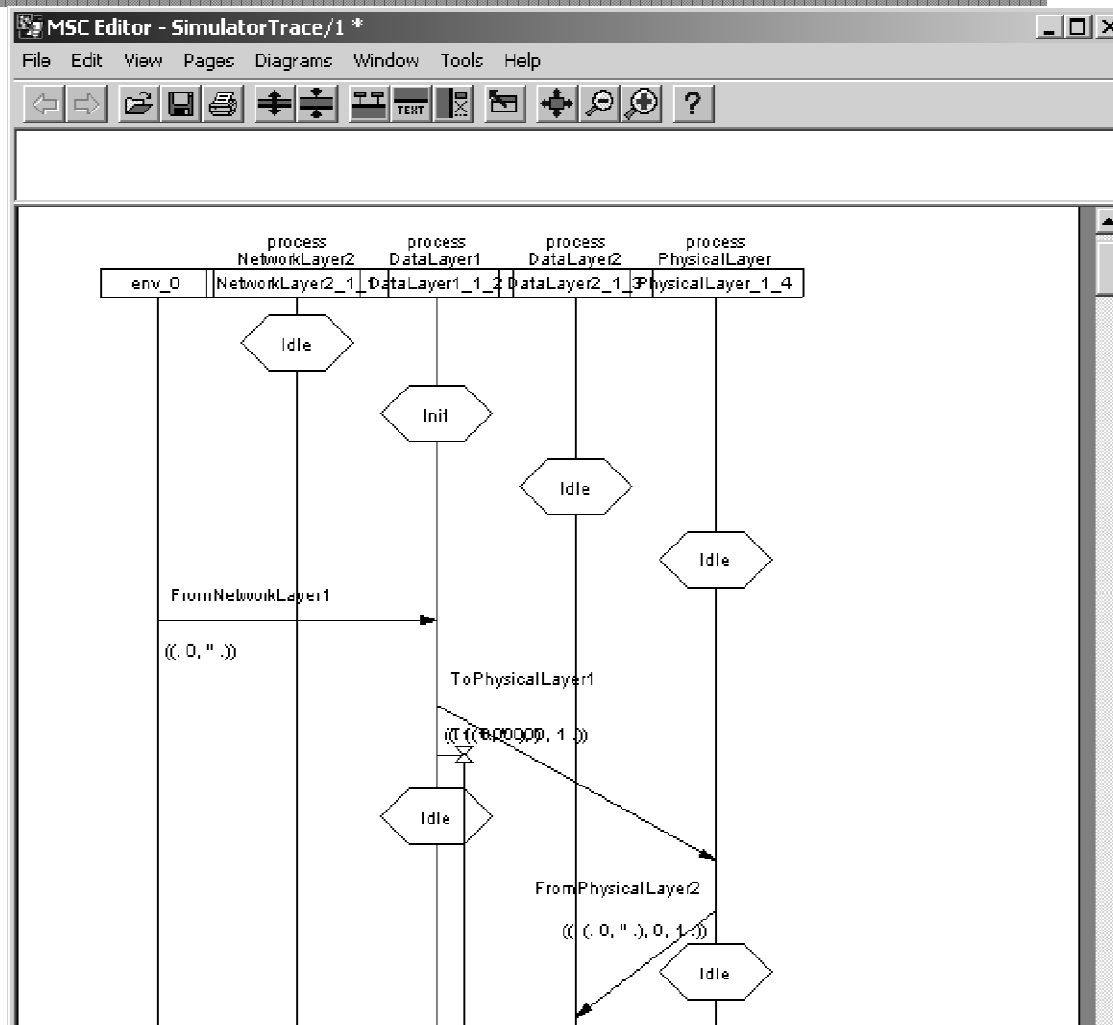 MSC Editor - SimulatorTrace/1 *
File Edit View Pages Diagrams Window Tools Help
TEXT ?
process process process process
NetworkLayer2 DataLayer1 DataLayer2 PhysicalLayer
env_0 NetworkLayer2_1_1 DataLayer1_1_2 DataLayer2_1_3 PhysicalLayer_1_4
Idle
Init
Idle
Idle
FromNetworkLayer1
((. 0, '' .))
ToPhysicalLayer1
Idle
FromPhysicalLayer2
(( (. 0, '' .), 0, 1 .))
Idle